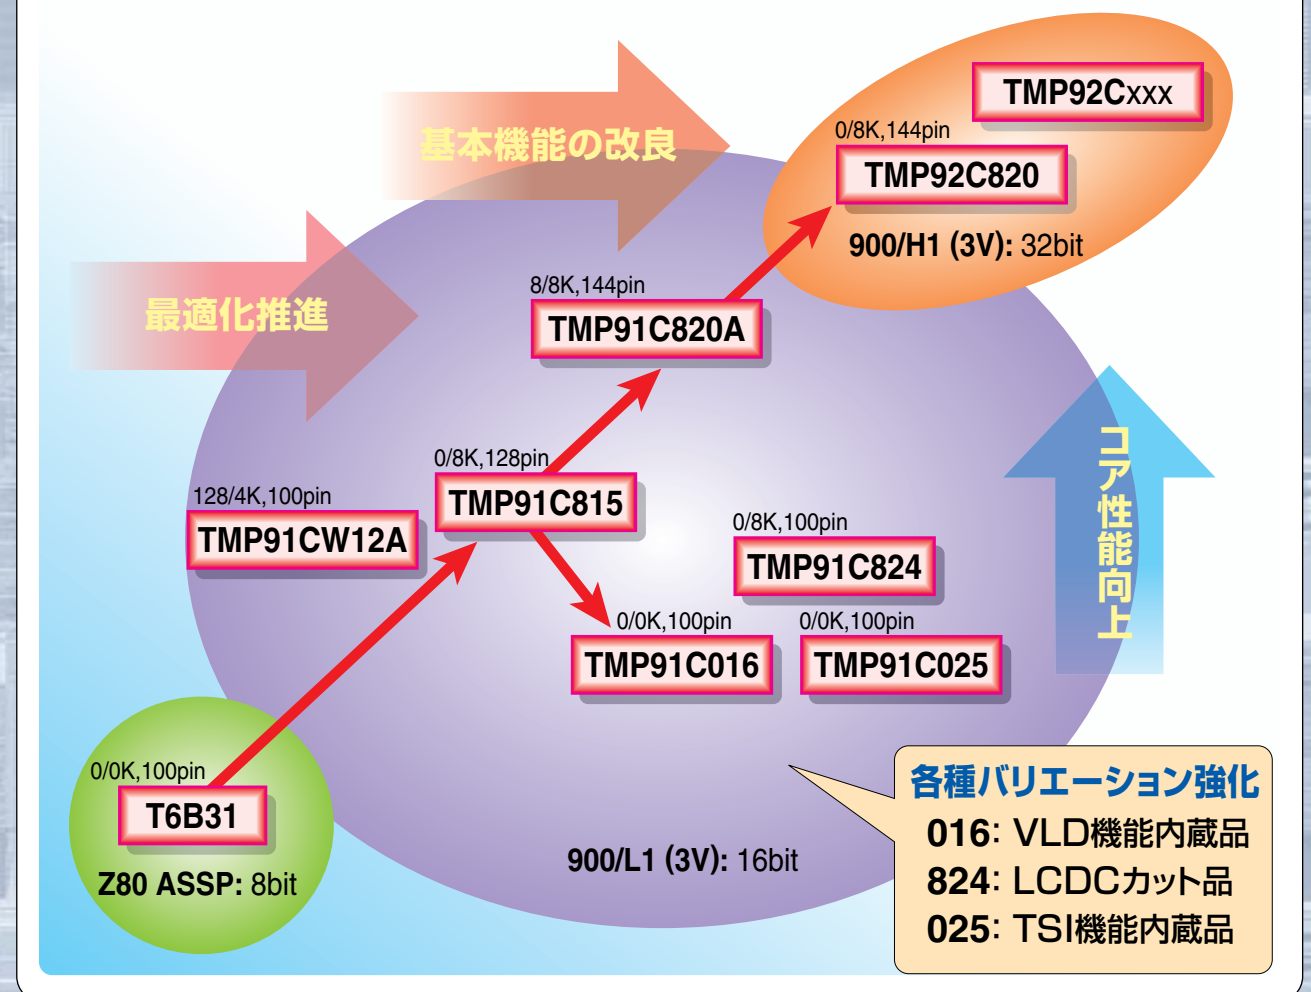 TMP92Cxxx
0/8K,144pin
TMP92C820
900/H1 (3V): 32bit
基本機能の改良
最適化推進
8/8K,144pin
TMP91C820A
0/8K,128pin
TMP91C815
128/4K,100pin
TMP91CW12A
0/8K,100pin
TMP91C824
0/0K,100pin
TMP91C016
0/0K,100pin
TMP91C025
コア性能向上
0/0K,100pin
T6B31
Z80 ASSP: 8bit
900/L1 (3V): 16bit
各種バリエーション強化
016: VLD機能内蔵品
824: LCDCカット品
025: TSI機能内蔵品